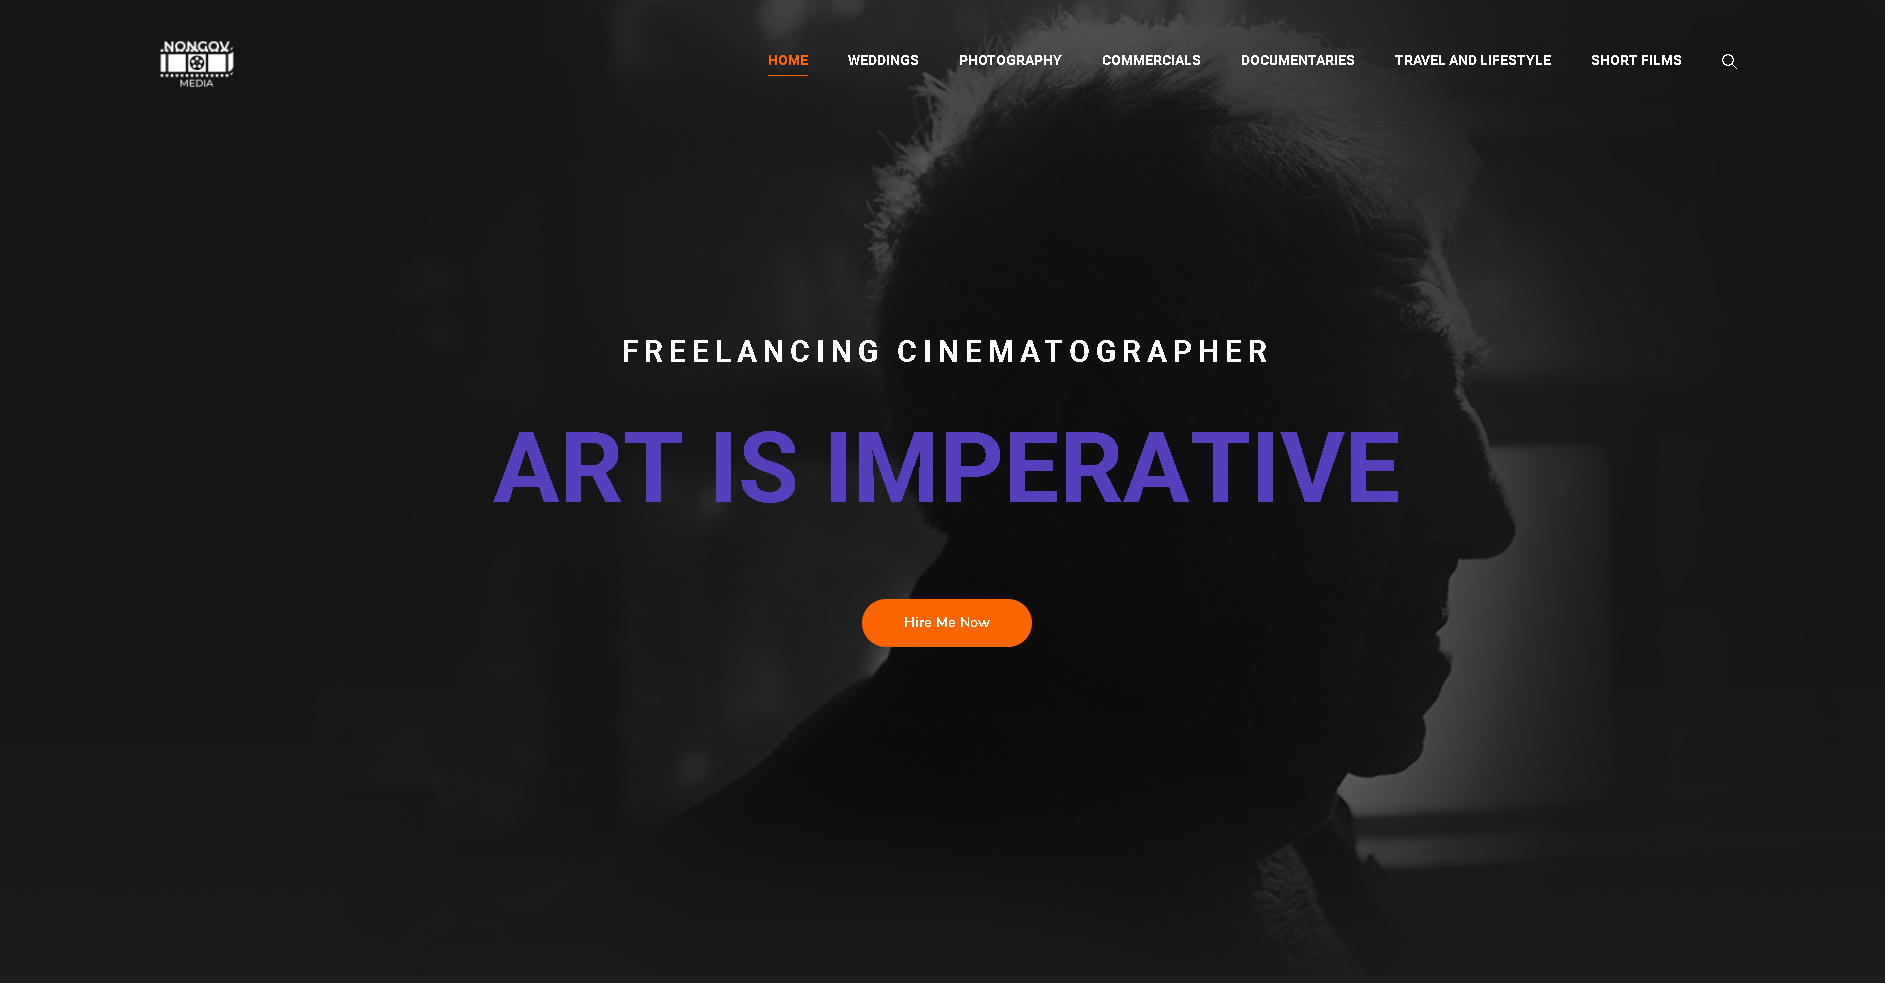 NONGOV
MEDIA
HOME WEDDINGS PHOTOGRAPHY COMMERCIALS DOCUMENTARIES TRAVEL AND LIFESTYLE SHORT FILMS
FREELANCING CINEMATOGRAPHER
ART IS IMPERATIVE
Hire Me Now